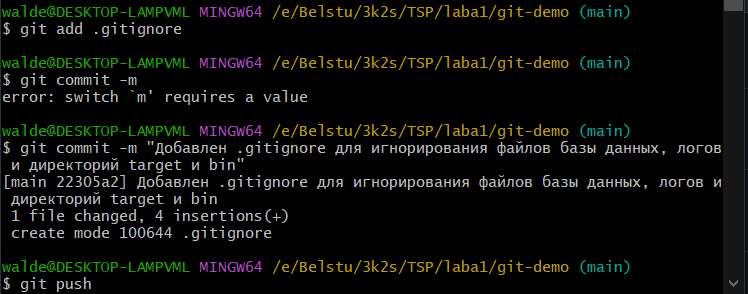 walde@DESKTOP-LAMPVML MINGW64 /e/Belstu/3k2s/TSP/laba1/git-demo (main)
$ git add .gitignore
walde@DESKTOP-LAMPVML MINGW64 /e/Belstu/3k2s/TSP/laba1/git-demo (main)
$ git commit -m
error: switch `m' requires a value
walde@DESKTOP-LAMPVML MINGW64 /e/Belstu/3k2s/TSP/laba1/git-demo (main)
$ git commit -m "Добавлен .gitignore для игнорирования файлов базы данных, логов
и директорий target и bin"
[main 22305a2] Добавлен .gitignore для игнорирования файлов базы данных, логов и
директорий target и bin
1 file changed, 4 insertions(+)
create mode 100644 .gitignore
walde@DESKTOP-LAMPVML MINGW64 /e/Belstu/3k2s/TSP/laba1/git-demo (main)
$ git push